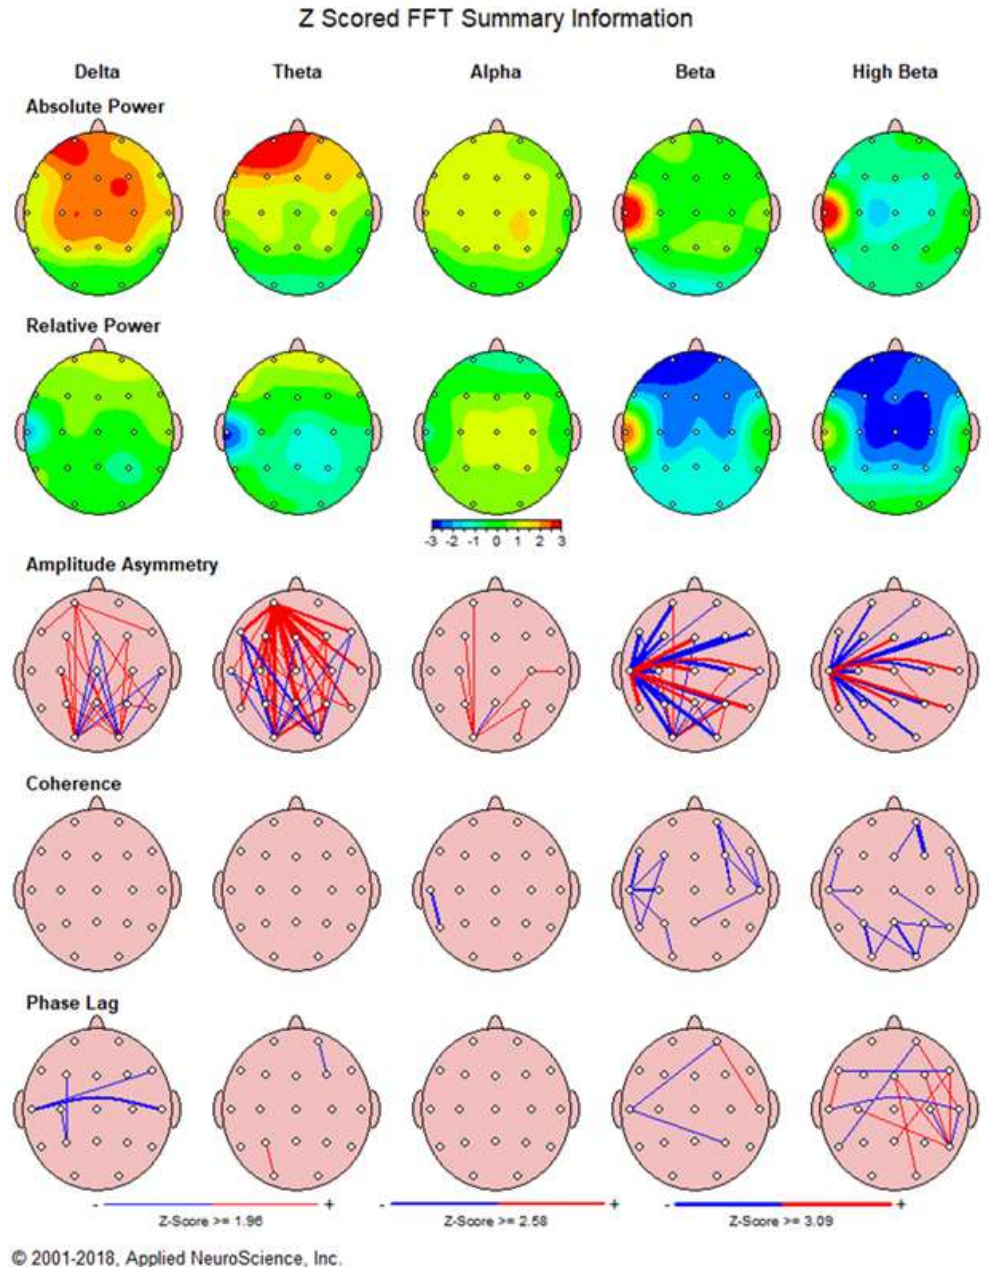 Z Scored FFT Summary Information
Delta Theta Alpha Beta High Beta
Absolute Power
Relative Power
-3 -2 -1 0 1 2 3
Amplitude Asymmetry
Coherence
Phase Lag
- + - + - +
Z-Score >= 1.96 Z-Score >= 2.58 Z-Score >= 3.09
© 2001-2018, Applied NeuroScience, Inc.